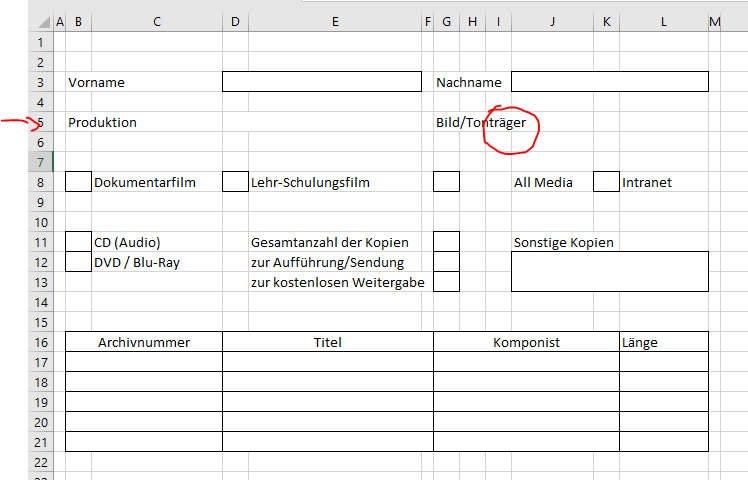 A B C D E F G H I J K L M
1
2
3 Vorname Nachname
4
5 Produktion Bild/Tonträger
6
7
8 Dokumentarfilm Lehr-Schulungsfilm All Media Intranet
9
10
11 CD (Audio) Gesamtanzahl der Kopien Sonstige Kopien
12 DVD / Blu-Ray zur Aufführung/Sendung
13 zur kostenlosen Weitergabe
14
15
16 Archivnummer Titel Komponist Länge
17
18
19
20
21
22